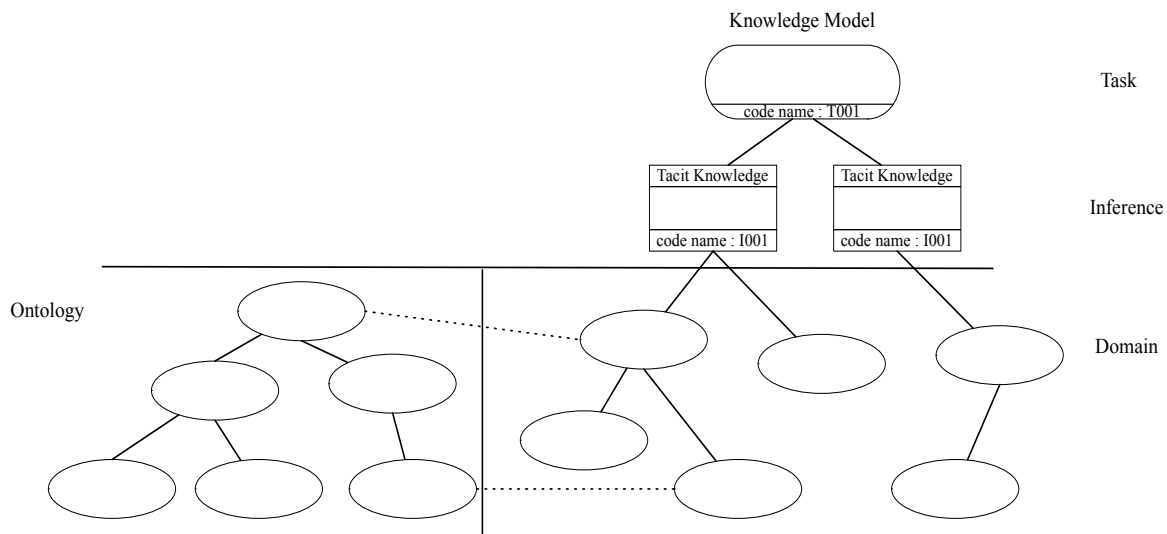 Knowledge Model
Task
code name : T001
Tacit Knowledge
Tacit Knowledge
Inference
code name : I001
code name : I001
Ontology
Domain